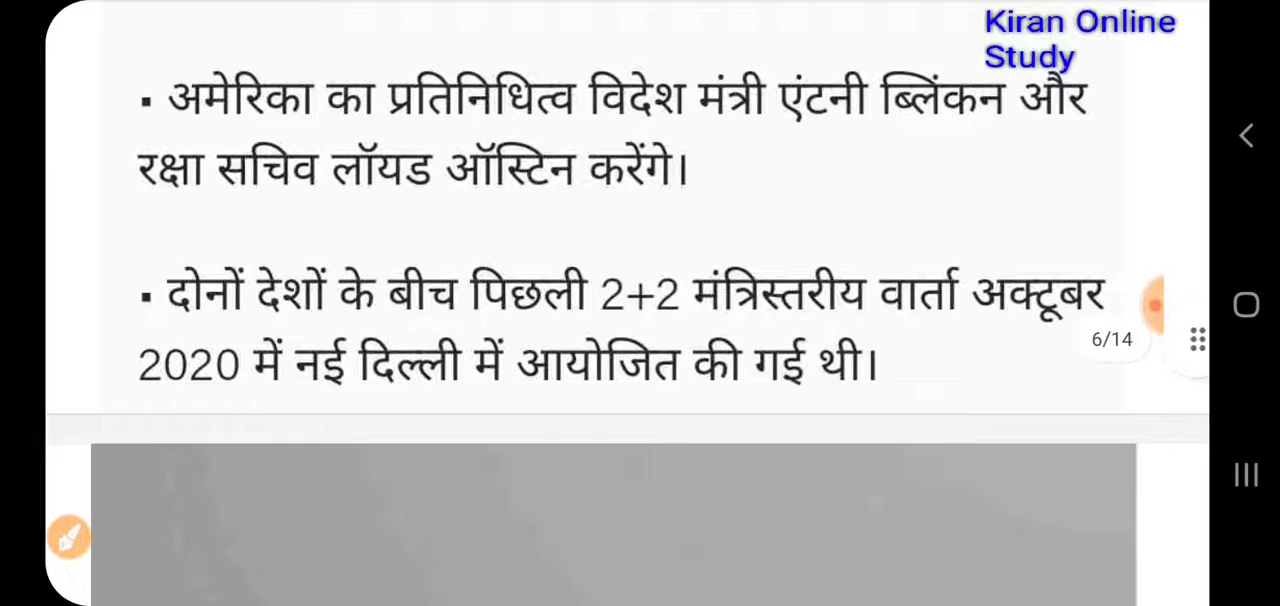 Kiran Online
Study
▪ अमेरिका का प्रतिनिधित्व विदेश मंत्री एंटनी ब्लिंकन और
रक्षा सचिव लॉयड ऑस्टिन करेंगे।
▪ दोनों देशों के बीच पिछली 2+2 मंत्रिस्तरीय वार्ता अक्टूबर
2020 में नई दिल्ली में आयोजित की गई थी।
6/14